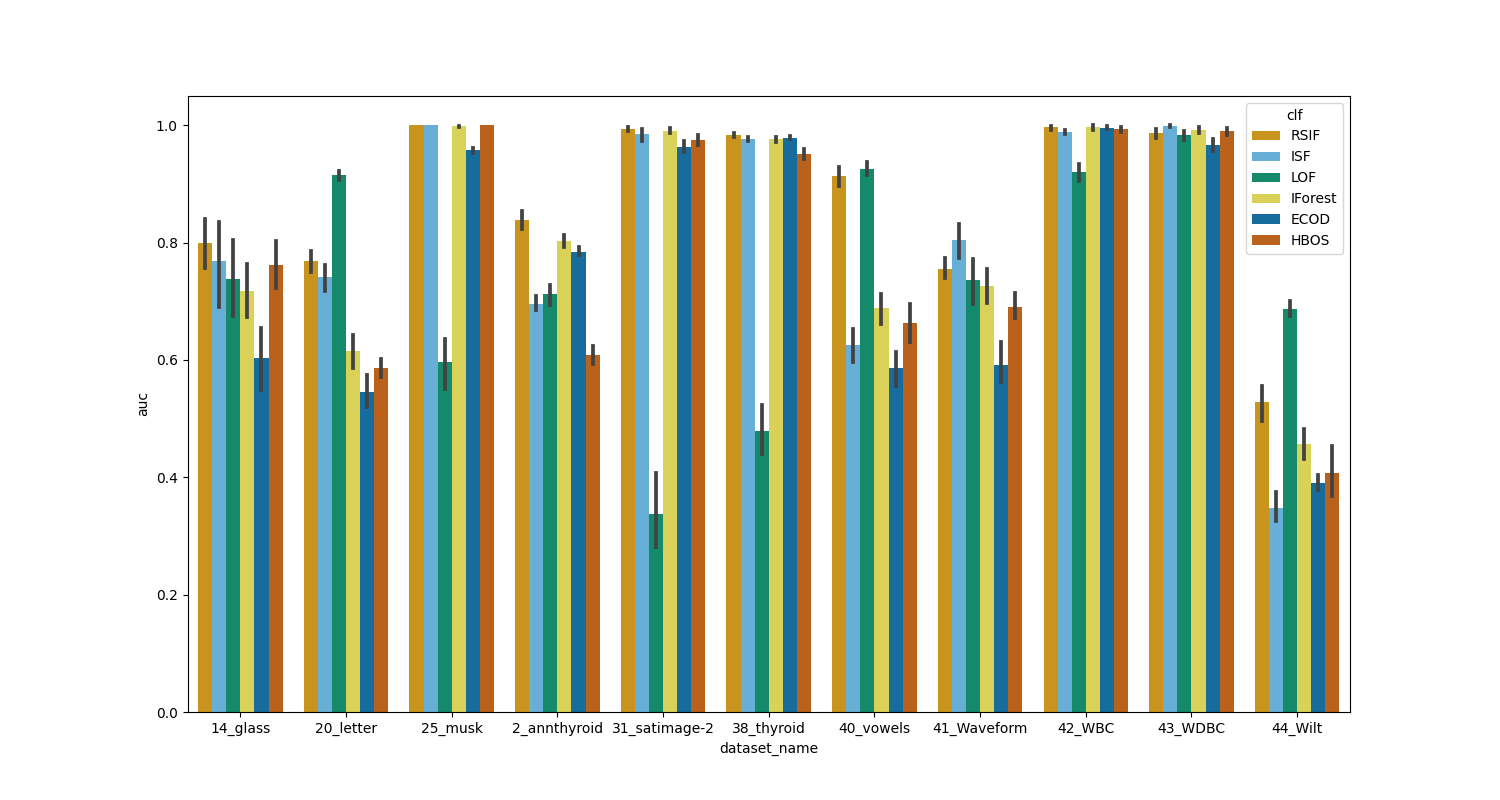 clf
RSIF
ISF
LOF
IForest
ECOD
HBOS
1.0
0.8
0.6
0.4
0.2
0.0
auc
14_glass 20_letter 25_musk 2_annthyroid 31_satimage-2 38_thyroid 40_vowels 41_Waveform 42_WBC 43_WDBC 44_Wilt
dataset_name